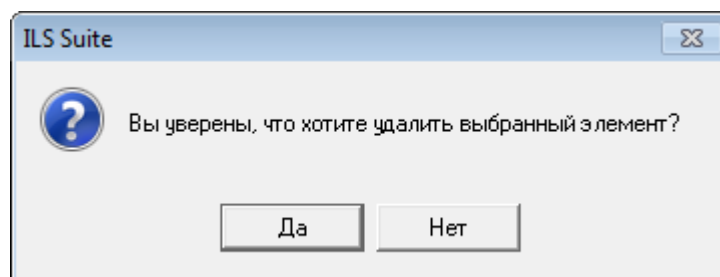 ILS Suite
Вы уверены, что хотите удалить выбранный элемент?
Да
Нет